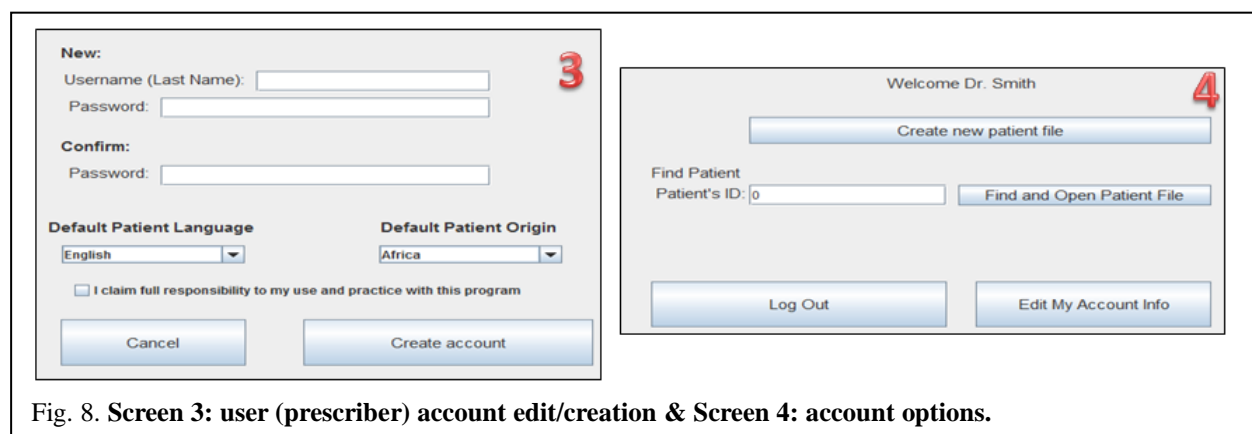 New:
3
Username (Last Name):
Password:
Confirm:
Password:
Default Patient Language Default Patient Origin
English Africa
I claim full responsibility to my use and practice with this program
Cancel Create account
Welcome Dr. Smith
4
Create new patient file
Find Patient
Patient's ID: 0 Find and Open Patient File
Log Out Edit My Account Info
Fig. 8. Screen 3: user (prescriber) account edit/creation & Screen 4: account options.